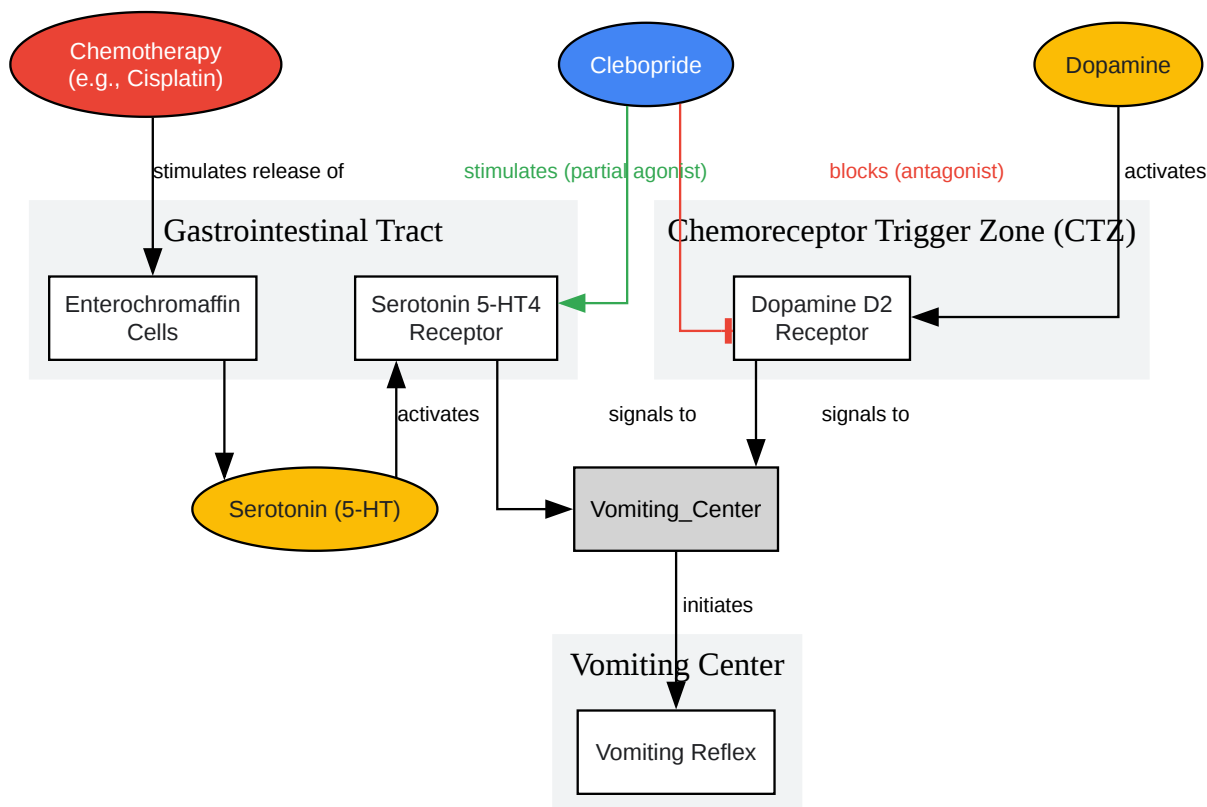 Chemotherapy
(e.g., Cisplatin)
Clebopride
Dopamine
stimulates release of
stimulates (partial agonist)
blocks (antagonist)
activates
Gastrointestinal Tract
Chemoreceptor Trigger Zone (CTZ)
Enterochromaffin
Cells
Serotonin 5-HT4
Receptor
Dopamine D2
Receptor
activates
signals to
signals to
Serotonin (5-HT)
Vomiting_Center
initiates
Vomiting Center
Vomiting Reflex